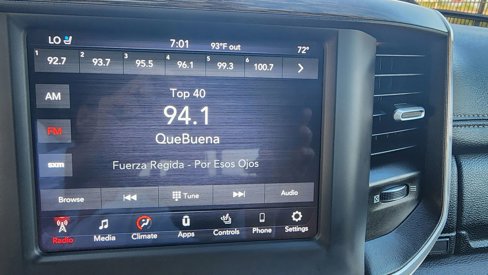 LO 7:01 93°F out 72°
1 92.7 2 93.7 3 95.5 4 96.1 5 99.3 6 100.7
AM
Top 40
94.1
FM
QueBuena
sxm
Fuerza Regida - Por Esos Ojos
Browse Tune Audio
Radio Media Climate Apps Controls Phone Settings